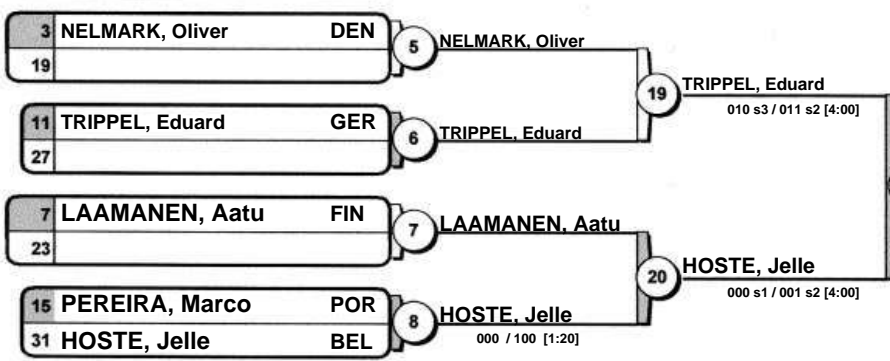 3 NELMARK, Oliver DEN
19
5 NELMARK, Oliver
11 TRIPPEL, Eduard GER
27
6 TRIPPEL, Eduard
19 TRIPPEL, Eduard
010 s3 / 011 s2 [4:00]
7 LAAMANEN, Aatu FIN
23
7 LAAMANEN, Aatu
15 PEREIRA, Marco POR
31 HOSTE, Jelle BEL
8 HOSTE, Jelle
000 / 100 [1:20]
20 HOSTE, Jelle
000 s1 / 001 s2 [4:00]